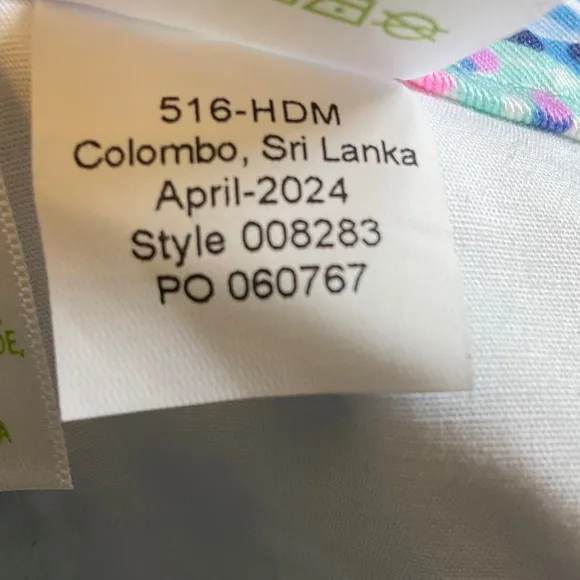 516-HDM
Colombo, Sri Lanka
April-2024
Style 008283
PO 060767